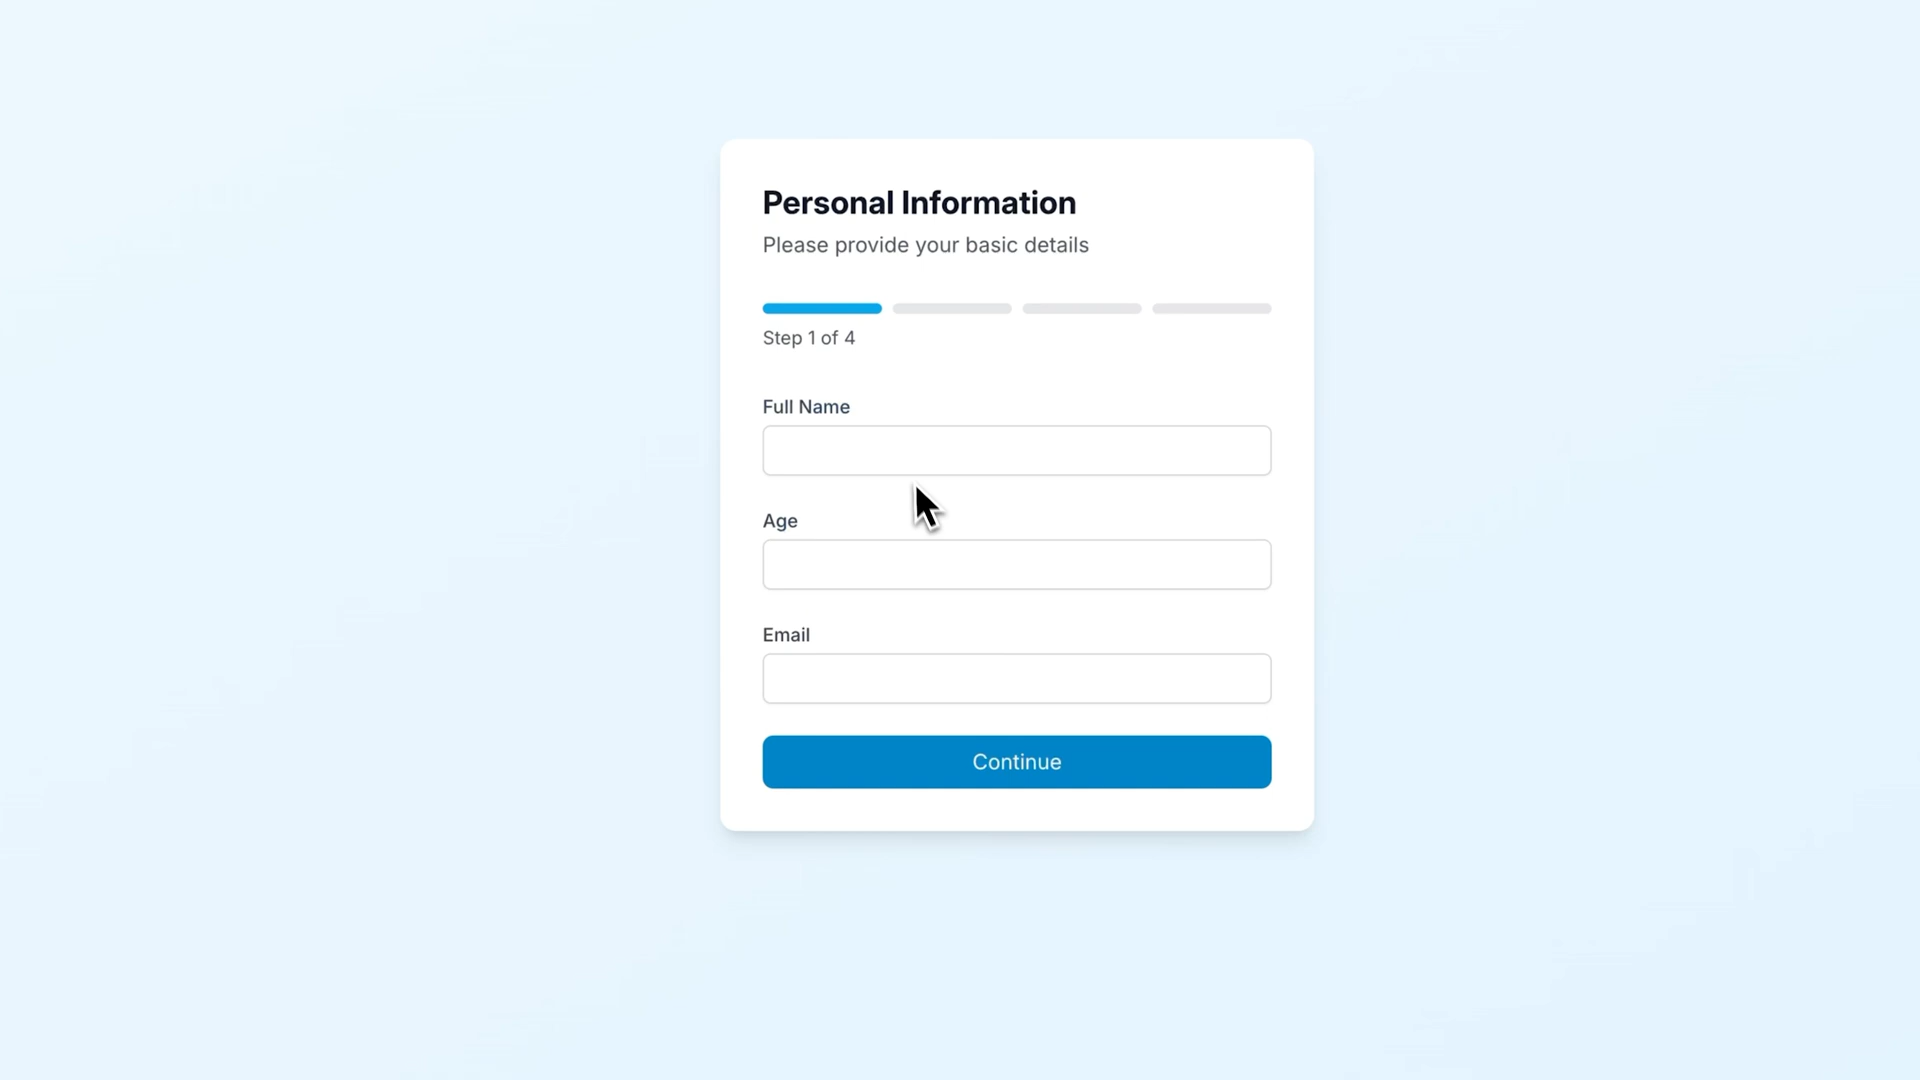 Personal Information
Please provide your basic details
Step 1 of 4
Full Name
Age
Email
Continue